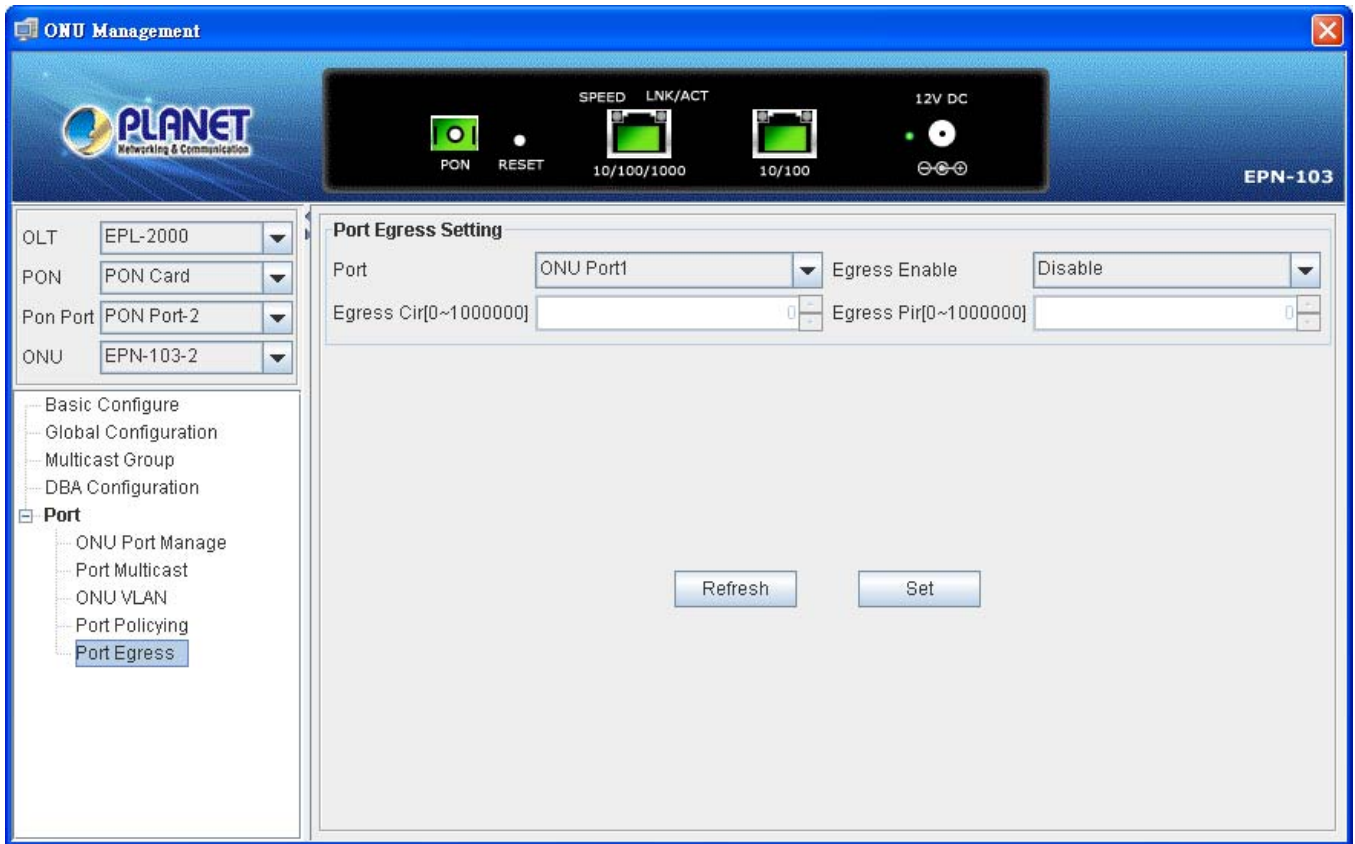 ONU Management
PLANET
Networking & Communication
SPEED LNK/ACT
12V DC
PON RESET 10/100/1000 10/100
EPN-103
OLT EPL-2000
PON PON Card
Pon Port PON Port-2
ONU EPN-103-2
Basic Configure
Global Configuration
Multicast Group
DBA Configuration
Port
ONU Port Manage
Port Multicast
ONU VLAN
Port Policying
Port Egress
Port Egress Setting
Port ONU Port1 Egress Enable Disable
Egress Cir[0~1000000] 0 Egress Pir[0~1000000] 0
Refresh Set